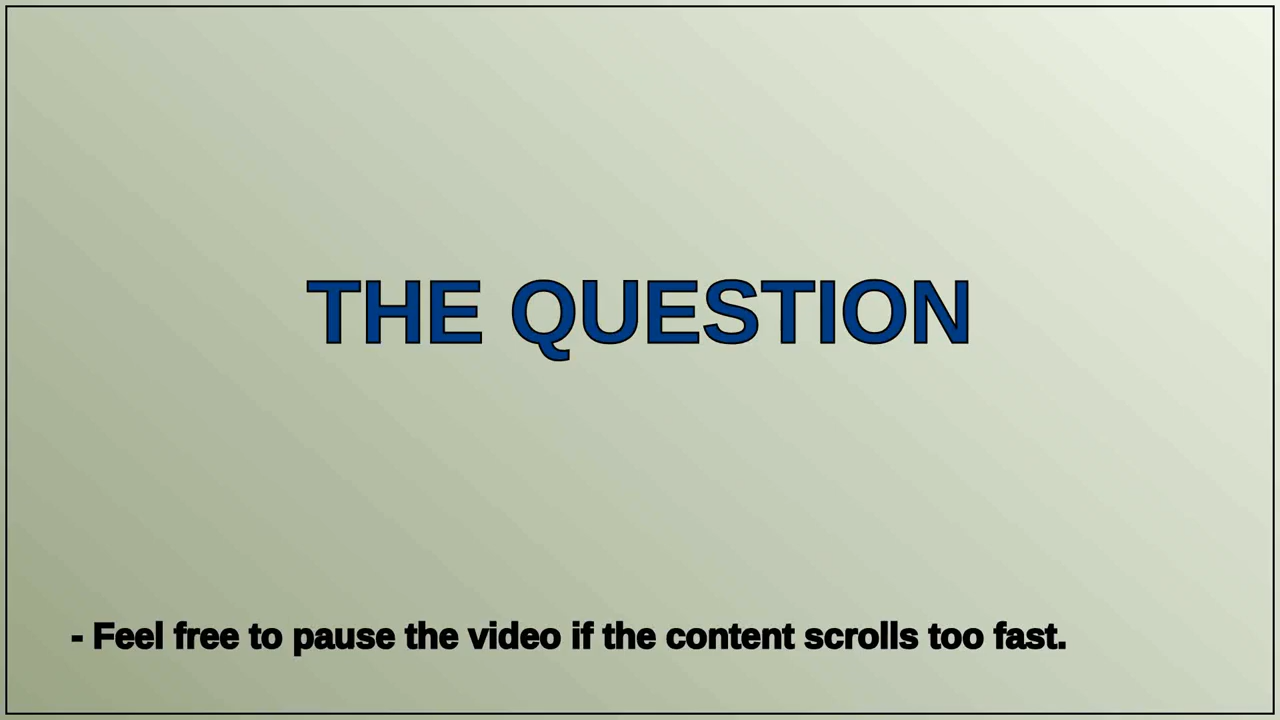 THE QUESTION
- Feel free to pause the video if the content scrolls too fast.